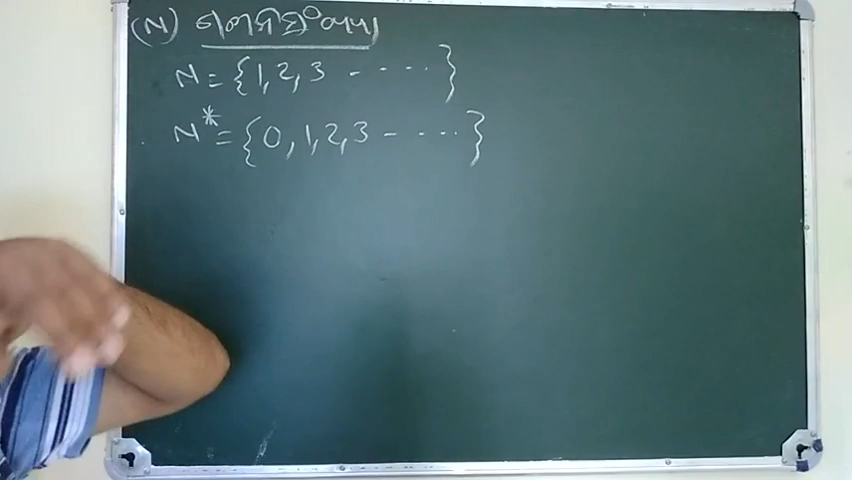 (N) ଗଣନସଂଖ୍ୟା
N = {1, 2, 3 - - - - - }
N* = {0, 1, 2, 3 - - - - - }